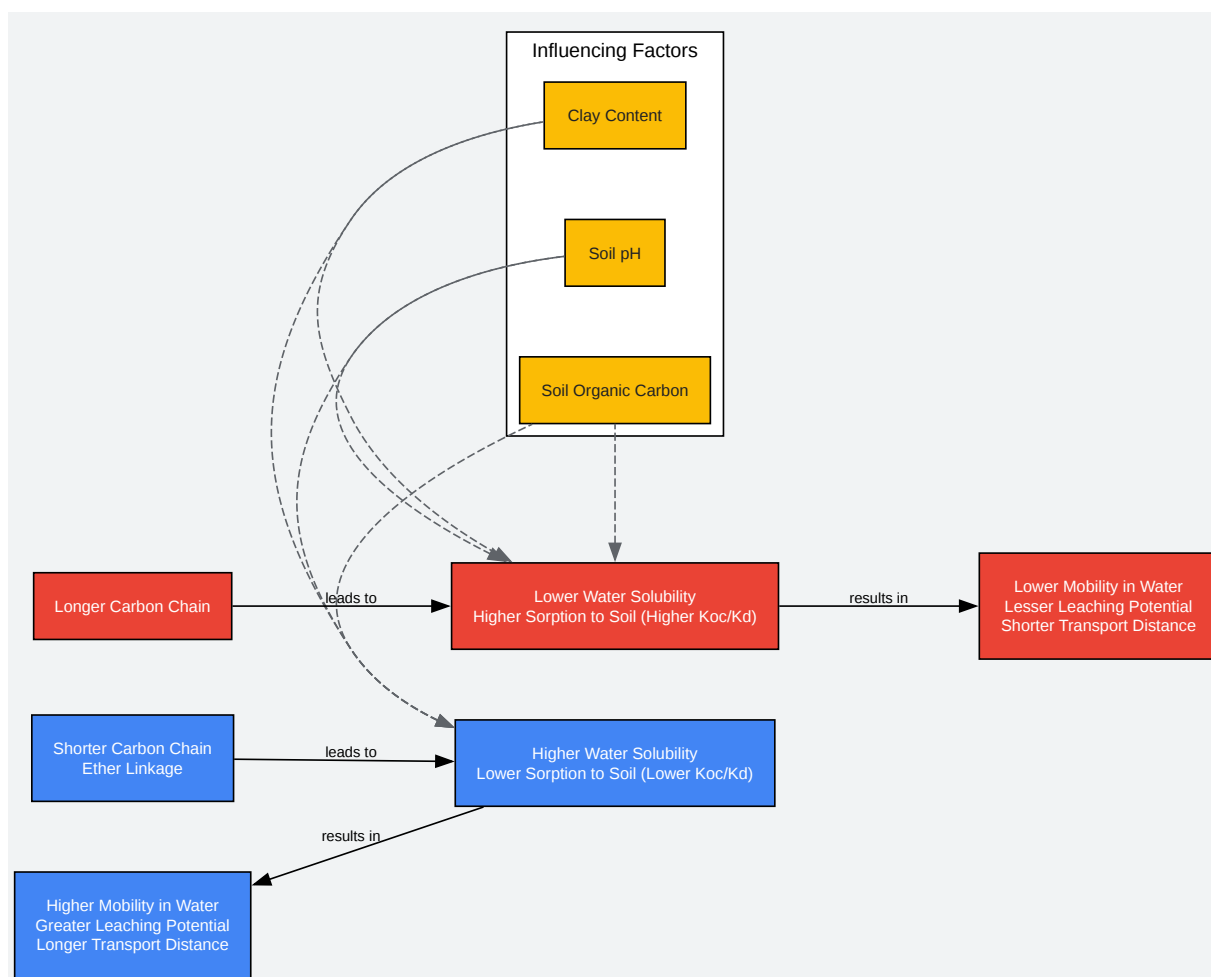 Influencing Factors
Clay Content
Soil pH
Soil Organic Carbon
Longer Carbon Chain
leads to
Lower Water Solubility
Higher Sorption to Soil (Higher Koc/Kd)
results in
Lower Mobility in Water
Lesser Leaching Potential
Shorter Transport Distance
Shorter Carbon Chain
Ether Linkage
leads to
Higher Water Solubility
Lower Sorption to Soil (Lower Koc/Kd)
results in
Higher Mobility in Water
Greater Leaching Potential
Longer Transport Distance